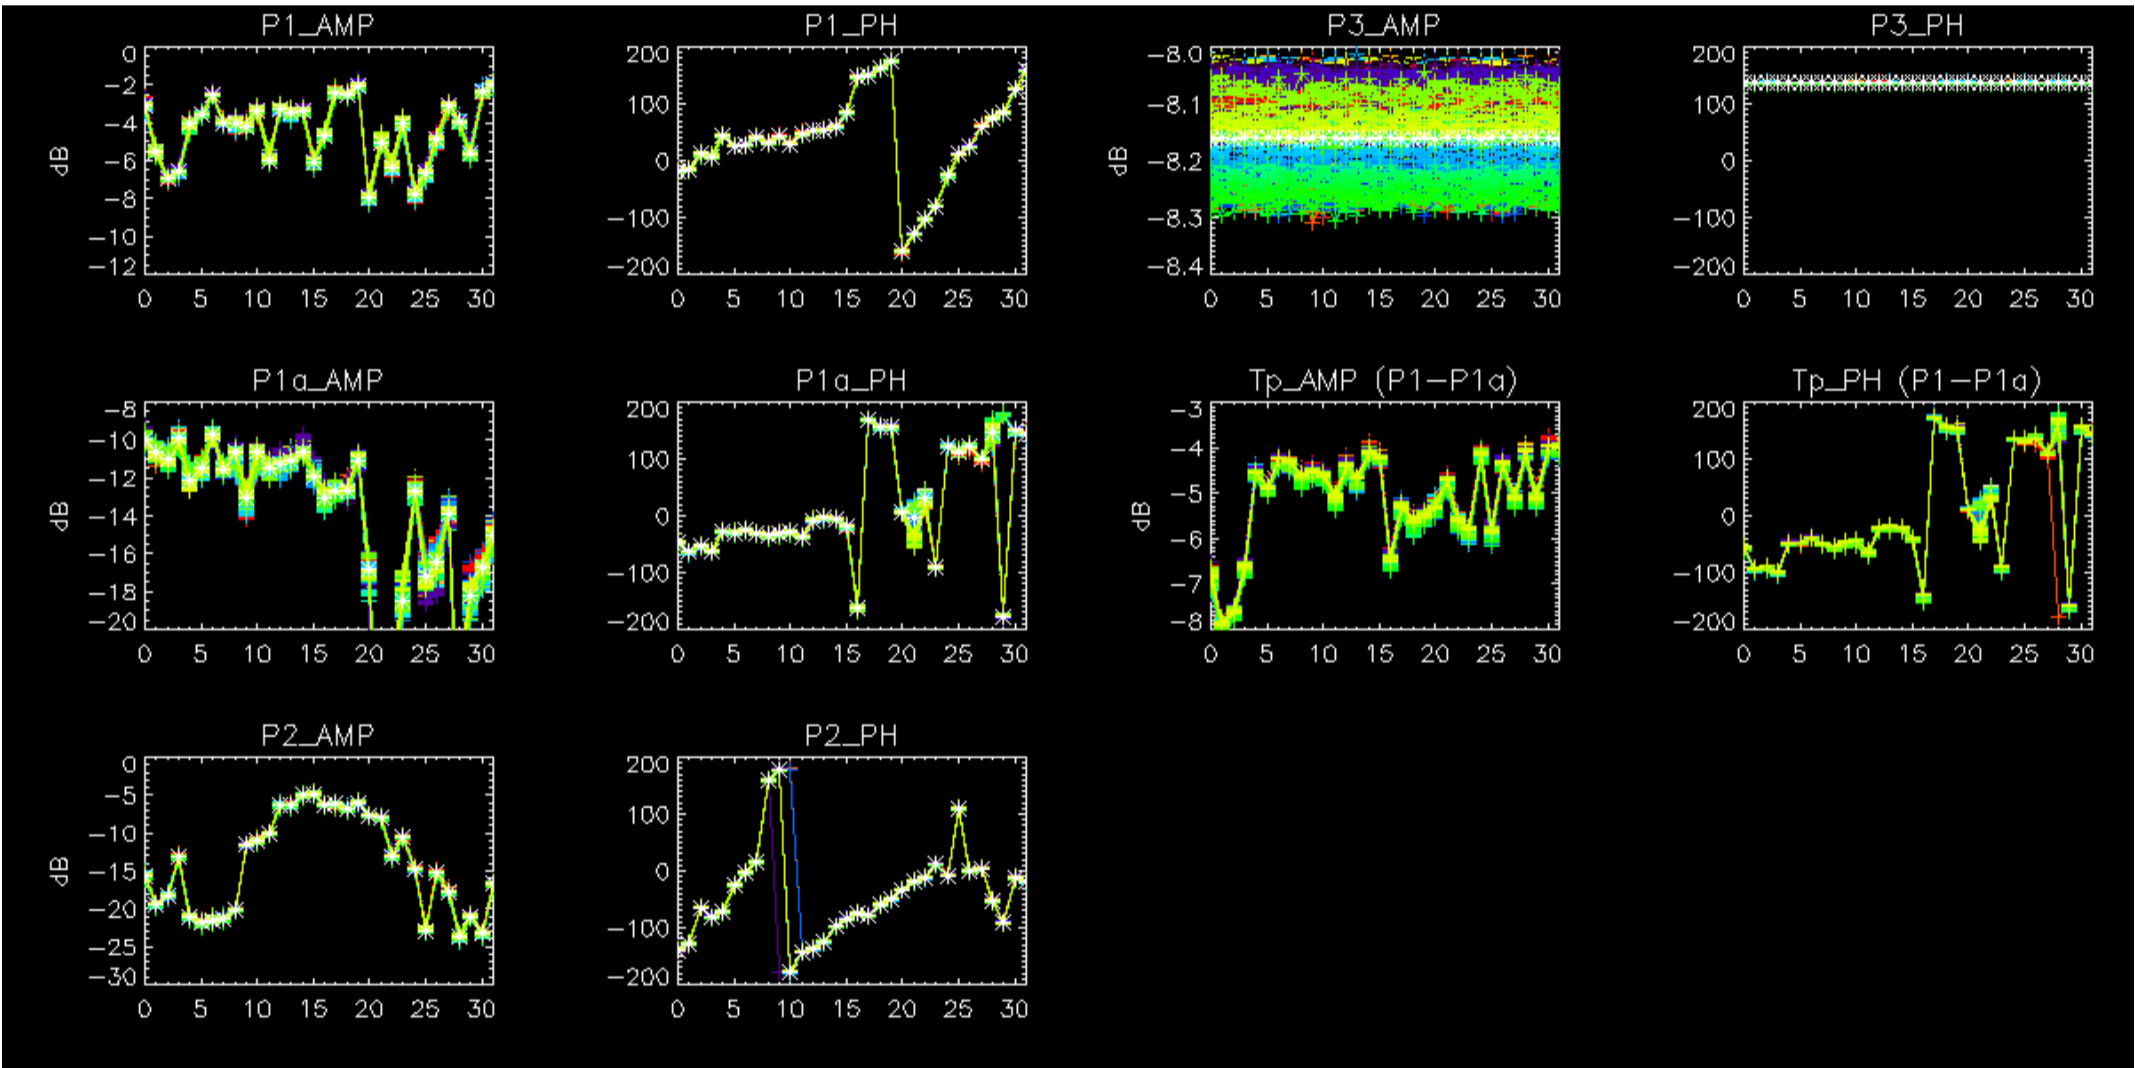 P1_AMP
0
−2
−4
−6
−8
−10
−12
dB
0 5 10 15 20 25 30
P1_PH
200
100
0
−100
−200
0 5 10 15 20 25 30
P3_AMP
−8.0
−8.1
−8.2
−8.3
−8.4
dB
0 5 10 15 20 25 30
P3_PH
200
100
0
−100
−200
0 5 10 15 20 25 30
P1a_AMP
−8
−10
−12
−14
−16
−18
−20
dB
0 5 10 15 20 25 30
P1a_PH
200
100
0
−100
−200
0 5 10 15 20 25 30
Tp_AMP (P1−P1a)
−3
−4
−5
−6
−7
−8
dB
0 5 10 15 20 25 30
Tp_PH (P1−P1a)
200
100
0
−100
−200
0 5 10 15 20 25 30
P2_AMP
0
−5
−10
−15
−20
−25
−30
dB
0 5 10 15 20 25 30
P2_PH
200
100
0
−100
−200
0 5 10 15 20 25 30